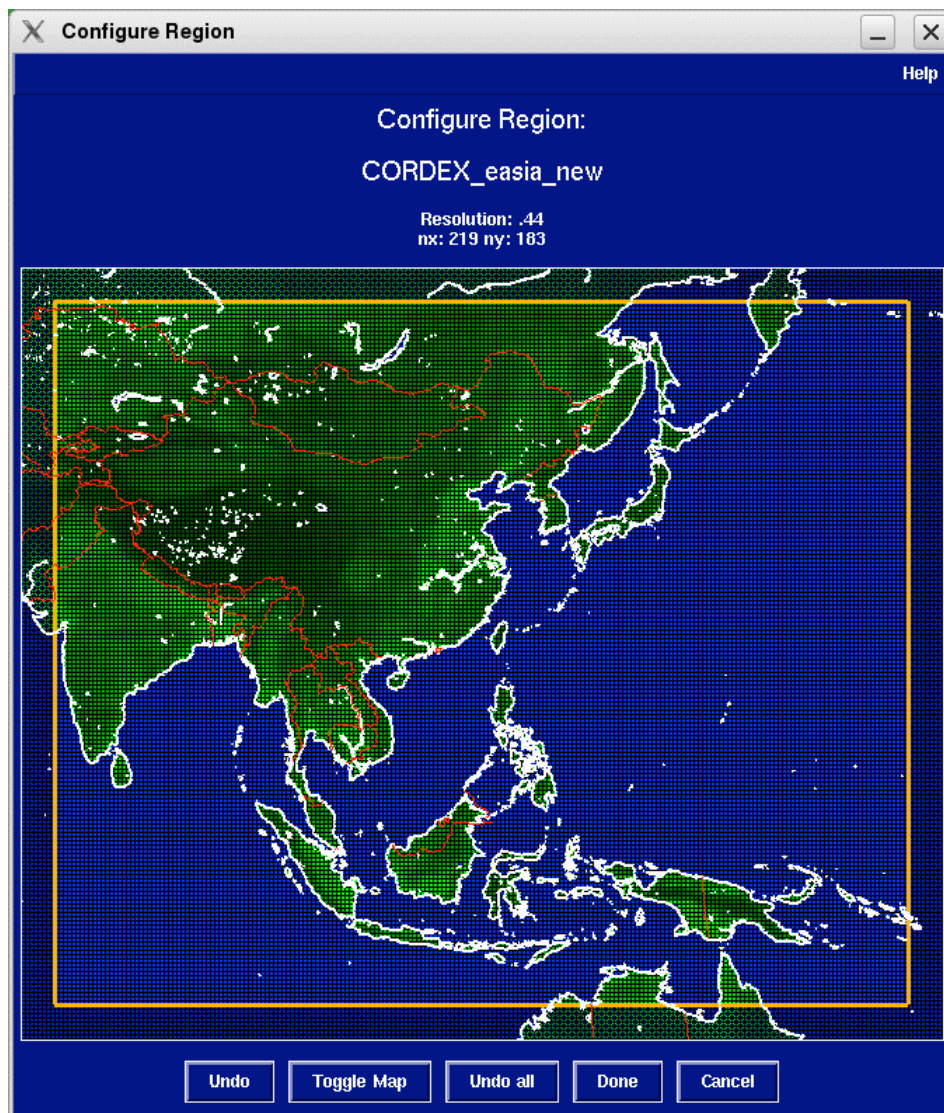 Configure Region
Help
Configure Region:
CORDEX_easia_new
Resolution: .44
nx: 219 ny: 183
Undo
Toggle Map
Undo all
Done
Cancel